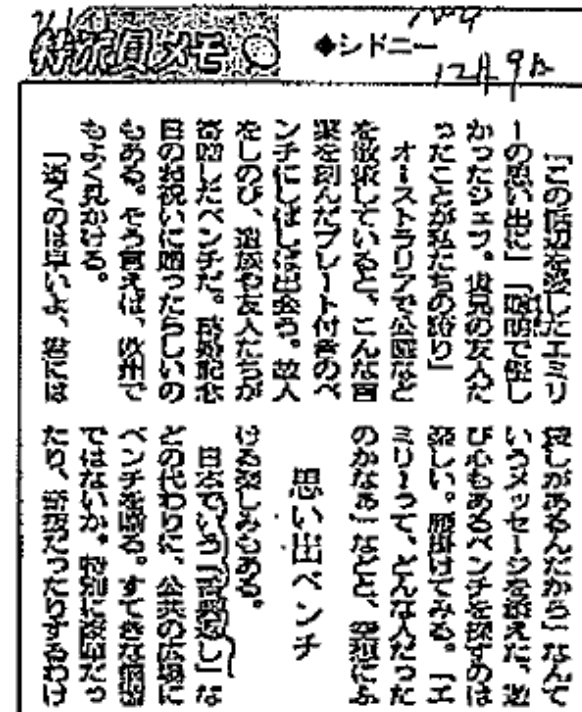 特派員メモ
◆シドニー
12月9日
「この浜辺を愛したエミリ
ーの思い出に」「聡明で優し
かったジェフ。彼兄の友人だ
ったことが私たちの誇り」
オーストラリアで公園など
を散策していると、こんな言
葉を刻んだプレート付きのベ
ンチにしばしば出会う。故人
をしのび、遺族や友人たちが
寄贈したベンチだ。結婚記念
日のお祝いに贈ったらしいの
もある。そう言えば、欧州で
もよく見かける。
「逝くのは早いよ、君には
貸しがあるんだから」なんて
いうメッセージを添えた、遊
び心もあるベンチを探すのは
楽しい。腰掛けてみる。「エ
ミリーって、どんな人だった
のかなぁ」などと、空想にふ
思い出ベンチ
ける楽しみもある。
日本でいう「香典返し」な
どの代わりに、公共の広場に
ベンチを贈る。すてきな習慣
ではないか。特別に
たり、だったりするわけ